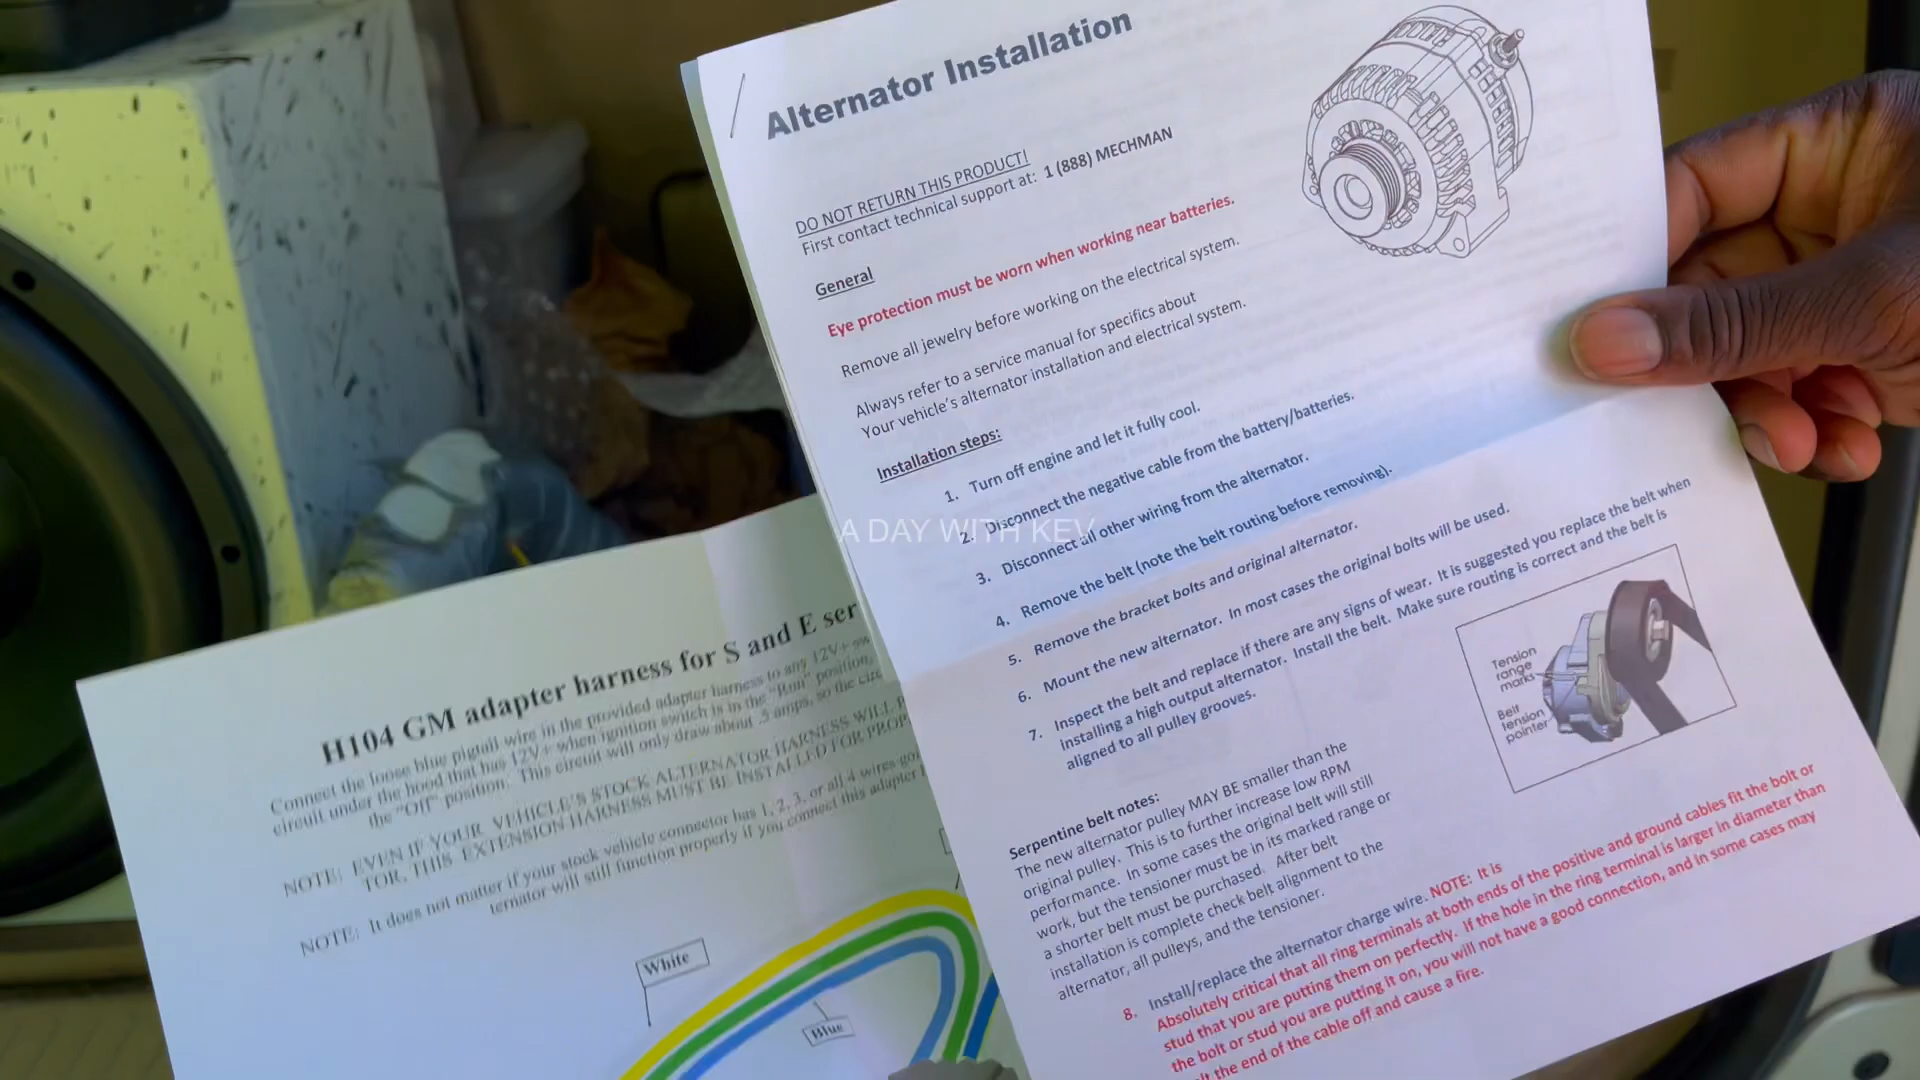 Alternator Installation
DO NOT RETURN THIS PRODUCT!
First contact technical support at: 1 (888) MECHMAN
General
Eye protection must be worn when working near batteries.
Remove all jewelry before working on the electrical system.
Always refer to a service manual for specifics about
Your vehicle's alternator installation and electrical system.
Installation steps:
1. Turn off engine and let it fully cool.
2. Disconnect the negative cable from the battery/batteries.
3. Disconnect all other wiring from the alternator.
4. Remove the belt (note the belt routing before removing).
5. Remove the bracket bolts and original alternator.
6. Mount the new alternator. In most cases the original bolts will be used.
7. Inspect the belt and replace if there are any signs of wear. It is suggested you replace the belt when
installing a high output alternator. Install the belt. Make sure routing is correct and the belt is
aligned to all pulley grooves.
Tension
range
marks
Belt
tension
pointer
Serpentine belt notes:
The new alternator pulley MAY BE smaller than the
original pulley. This is to further increase low RPM
performance. In some cases the original belt will still
work, but the tensioner must be in its marked range or
a shorter belt must be purchased. After belt
installation is complete check belt alignment to the
alternator, all pulleys, and the tensioner.
8. Install/replace the alternator charge wire. NOTE: It is
Absolutely critical that all ring terminals at both ends of the positive and ground cables fit the bolt or
stud that you are putting them on perfectly. If the hole in the ring terminal is larger in diameter than
the bolt or stud you are putting it on, you will not have a good connection, and in some cases may
the end of the cable off and cause a fire.
A DAY WITH KEV
H104 GM adapter harness for S and E ser
Connect the loose blue pigtail wire in the provided adapter harness to any 12V+ sw
circuit under the hood that has 12V+ when ignition switch is in the "Run" position,
the "Off" position. This circuit will only draw about .5 amps, so the circ
NOTE: EVEN IF YOUR VEHICLE'S STOCK ALTERNATOR HARNESS WILL P
TOR, THIS EXTENSION HARNESS MUST BE INSTALLED FOR PROP
NOTE: It does not matter if your stock vehicle connector has 1, 2, 3, or all 4 wires goi
ternator will still function properly if you connect this adapter
White
Blue